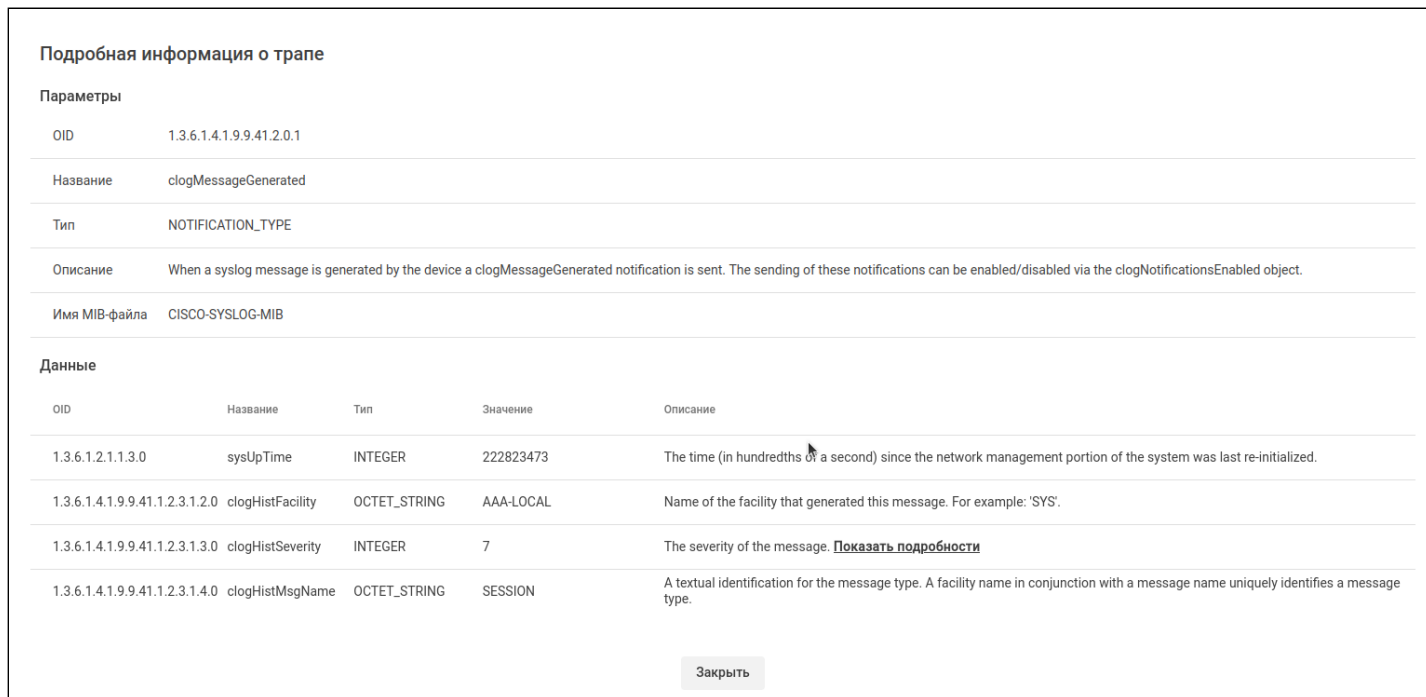 Подробная информация о трапе
Параметры
OID 1.3.6.1.4.1.9.9.41.2.0.1
Название clogMessageGenerated
Тип NOTIFICATION_TYPE
Описание When a syslog message is generated by the device a clogMessageGenerated notification is sent. The sending of these notifications can be enabled/disabled via the clogNotificationsEnabled object.
Имя MIB-файла CISCO-SYSLOG-MIB
Данные
OID Название Тип Значение Описание
1.3.6.1.2.1.1.3.0 sysUpTime INTEGER 222823473 The time (in hundredths of a second) since the network management portion of the system was last re-initialized.
1.3.6.1.4.1.9.9.41.1.2.3.1.2.0 clogHistFacility OCTET_STRING AAA-LOCAL Name of the facility that generated this message. For example: 'SYS'.
1.3.6.1.4.1.9.9.41.1.2.3.1.3.0 clogHistSeverity INTEGER 7 The severity of the message. Показать подробности
1.3.6.1.4.1.9.9.41.1.2.3.1.4.0 clogHistMsgName OCTET_STRING SESSION A textual identification for the message type. A facility name in conjunction with a message name uniquely identifies a message
type.
Закрыть